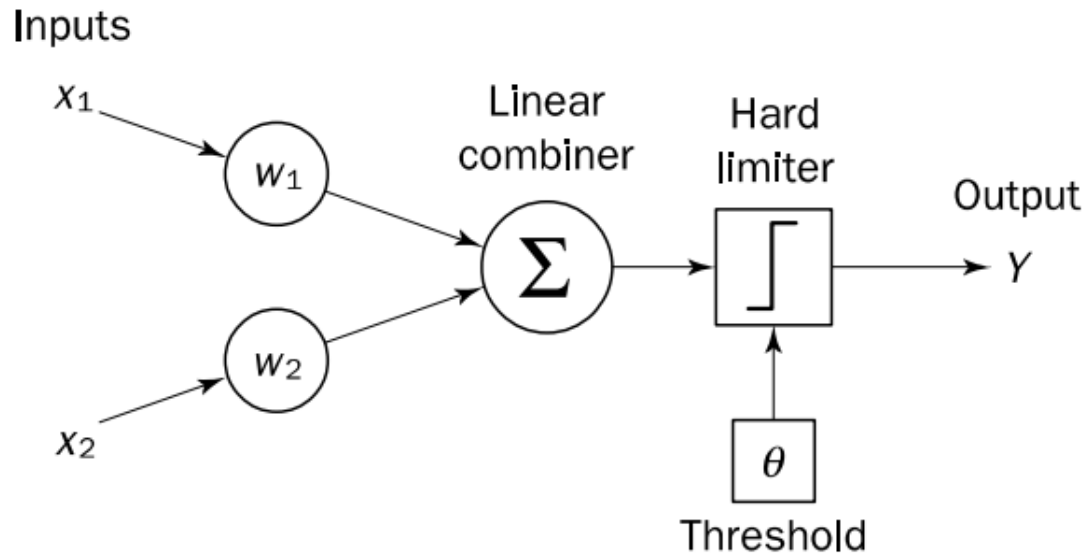 Inputs
x1
w1
Linear
combiner
Σ
Hard
limiter
Output
Y
w2
x2
θ
Threshold